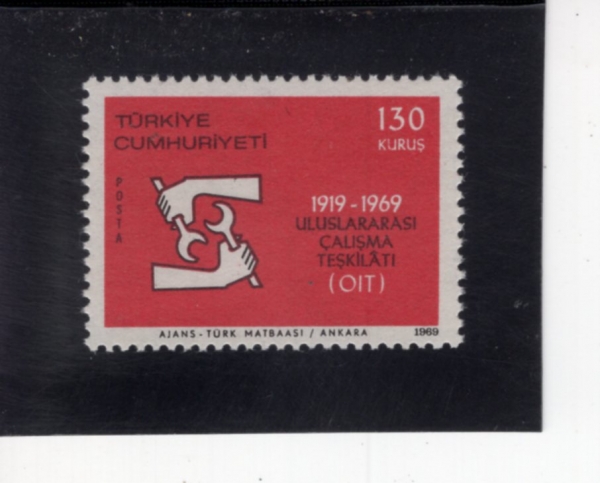 TÜRKİYE
CUMHURİYETİ
130
KURUŞ
POSTA
1919-1969
ULUSLARARASI
ÇALIŞMA
TEŞKİLÂTI
(OIT)
AJANS-TÜRK MATBAASI / ANKARA
1969